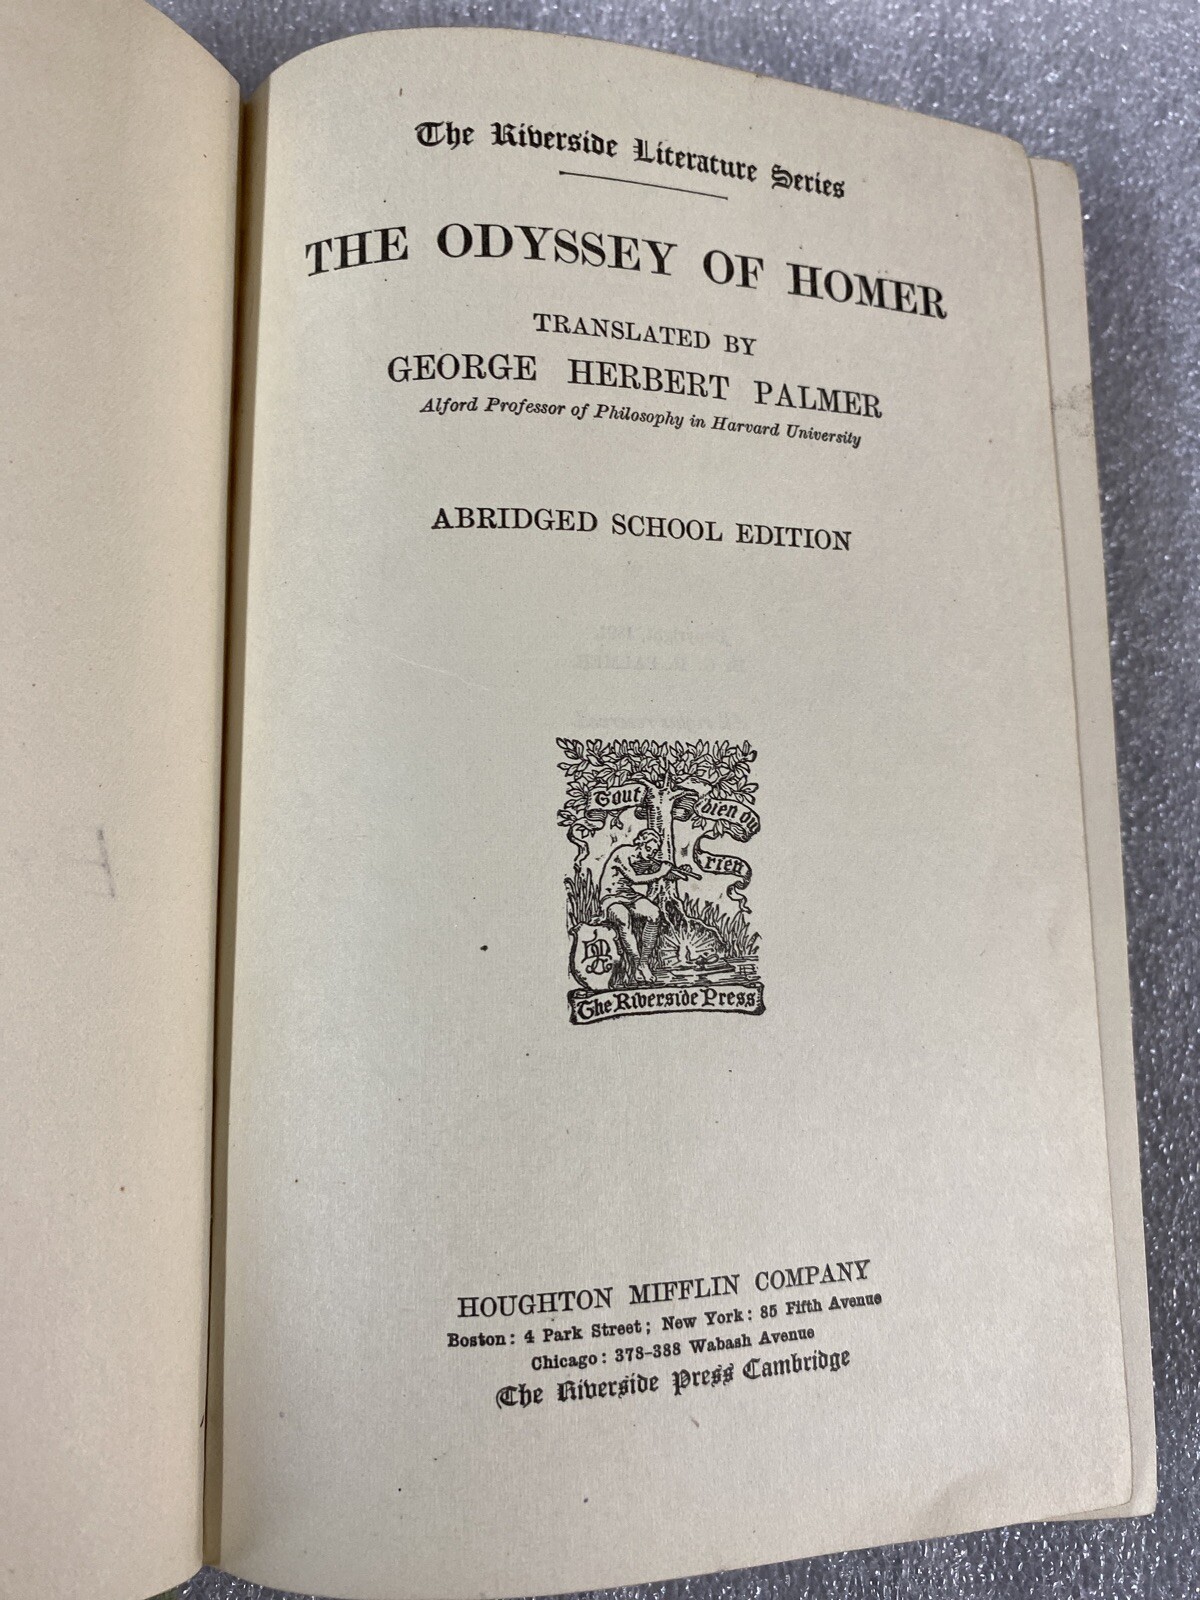 The Riverside Literature Series
THE ODYSSEY OF HOMER
TRANSLATED BY
GEORGE HERBERT PALMER
Alford Professor of Philosophy in Harvard University
ABRIDGED SCHOOL EDITION
Tout bien ou
rien
The Riverside Press
HOUGHTON MIFFLIN COMPANY
Boston: 4 Park Street; New York: 85 Fifth Avenue
Chicago: 378-388 Wabash Avenue
The Riverside Press Cambridge